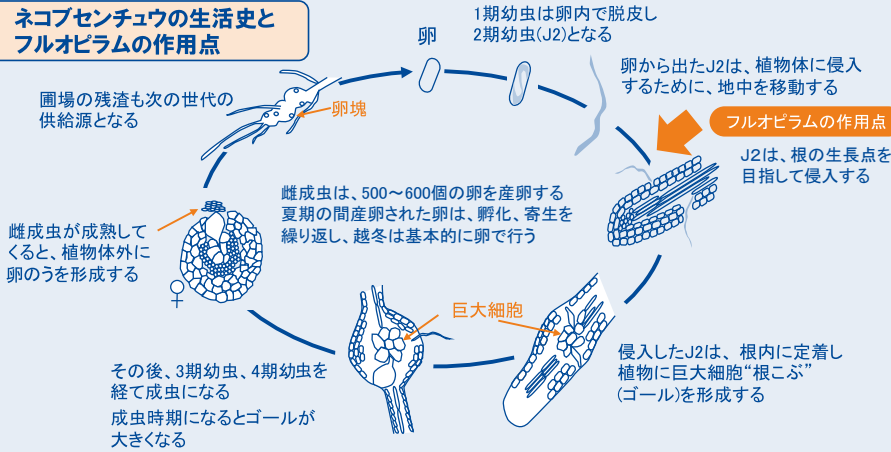 ネコブセンチュウの生活史と
フルオピラムの作用点
卵
1期幼虫は卵内で脱皮し
2期幼虫(J2)となる
卵から出たJ2は、植物体に侵入
するために、地中を移動する
フルオピラムの作用点
J2は、根の生長点を
目指して侵入する
圃場の残渣も次の世代の
供給源となる
卵塊
雌成虫は、500〜600個の卵を産卵する
夏期の間産卵された卵は、孵化、寄生を
繰り返し、越冬は基本的に卵で行う
雌成虫が成熟して
くると、植物体外に
卵のうを形成する
♀
巨大細胞
侵入したJ2は、根内に定着し
植物に巨大細胞“根こぶ”
(ゴール)を形成する
その後、3期幼虫、4期幼虫を
経て成虫になる
成虫時期になるとゴールが
大きくなる